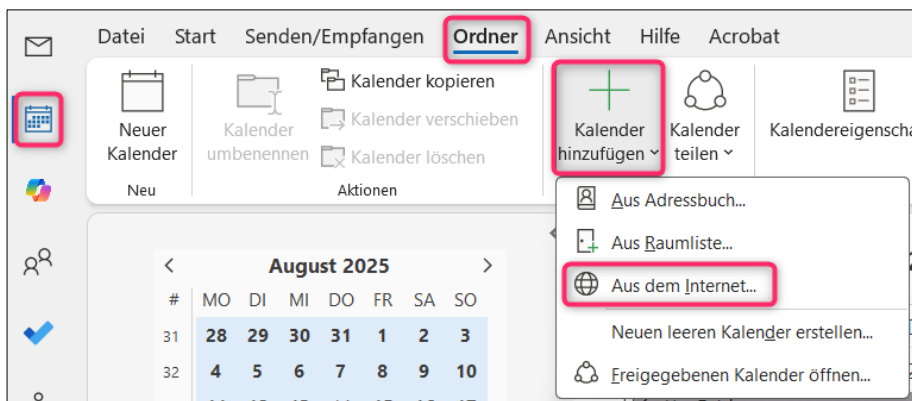 Datei Start Senden/Empfangen Ordner Ansicht Hilfe Acrobat
Neuer
Kalender
Neu
Kalender
umbenennen
Kalender kopieren
Kalender verschieben
Kalender löschen
Aktionen
Kalender
hinzufügen
Kalender
teilen
Aus Adressbuch...
Aus Raumliste...
Aus dem Internet...
Neuen leeren Kalender erstellen...
Freigegebenen Kalender öffnen...
August 2025
# MO DI MI DO FR SA SO
31 28 29 30 31 1 2 3
32 4 5 6 7 8 9 10